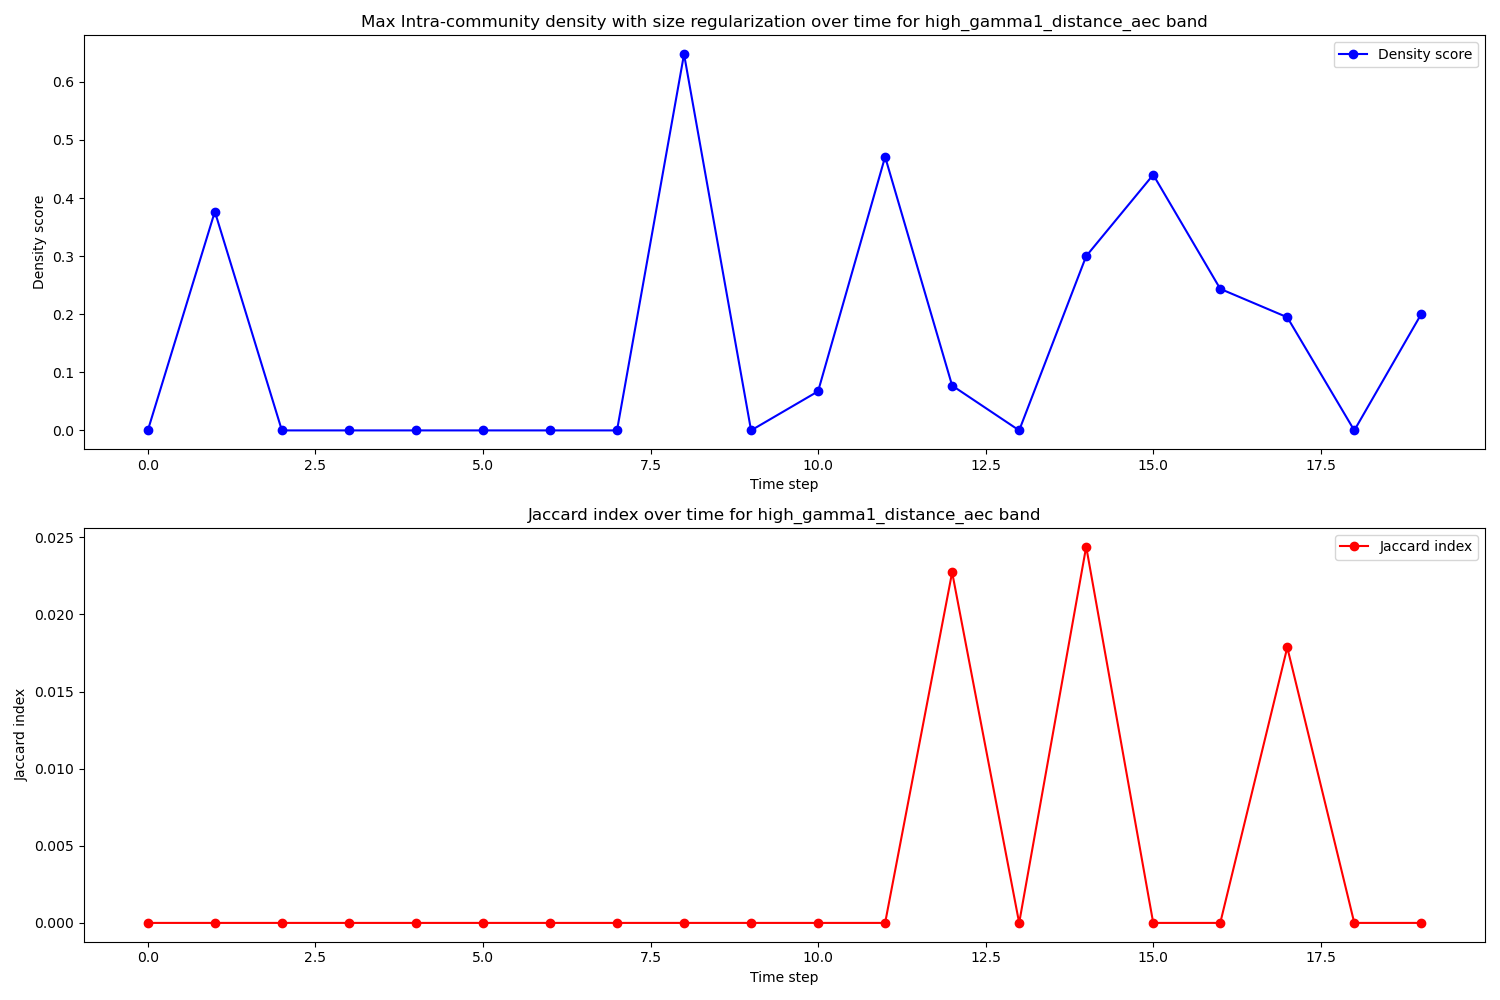 Max Intra-community density with size regularization over time for high_gamma1_distance_aec band
Density score
0.6
0.5
0.4
0.3
0.2
0.1
0.0
Density score
0.0 2.5 5.0 7.5 10.0 12.5 15.0 17.5
Time step
Jaccard index over time for high_gamma1_distance_aec band
Jaccard index
0.025
0.020
0.015
0.010
0.005
0.000
Jaccard index
0.0 2.5 5.0 7.5 10.0 12.5 15.0 17.5
Time step